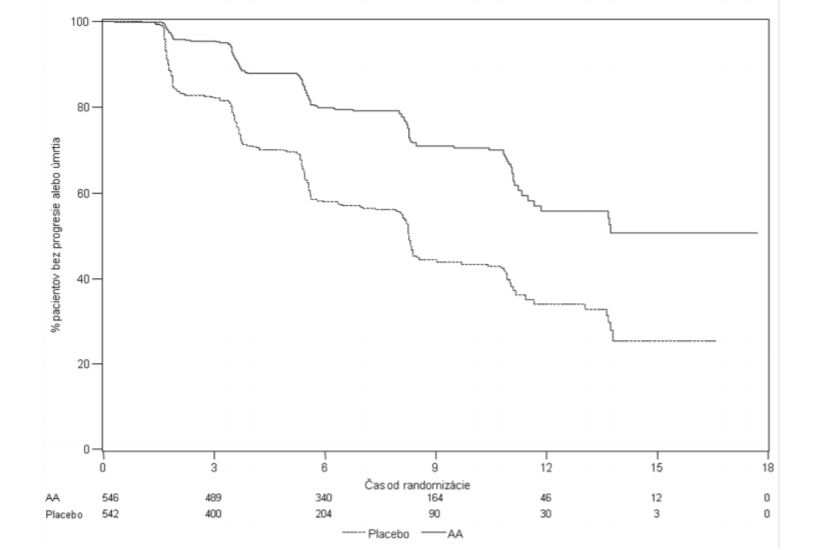 100
80
60
40
20
0
% pacientov bez progresie alebo úmrtia
0 3 6 9 12 15 18
Čas od randomizácie
AA 546 489 340 164 46 12 0
Placebo 542 400 204 90 30 3 0
Placebo AA